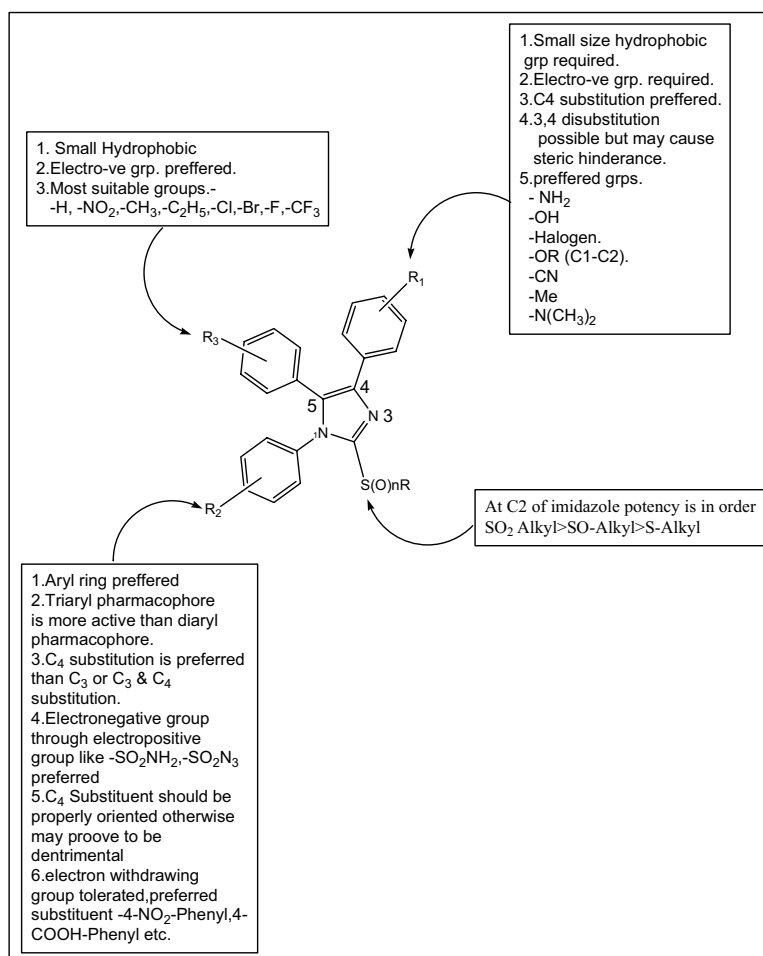 1.Small size hydrophobic
grp required.
2.Electro-ve grp. required.
3.C4 substitution preffered.
4.3,4 disubstitution
possible but may cause
steric hinderance.
5.preffered grps.
- NH2
-OH
-Halogen.
-OR (C1-C2).
-CN
-Me
-N(CH3)2
1. Small Hydrophobic
2.Electro-ve grp. preffered.
3.Most suitable groups.-
-H, -NO2,-CH3,-C2H5,-Cl,-Br,-F,-CF3
R1
R3
4
5
N 3
1N
R2
S(O)nR
At C2 of imidazole potency is in order
SO2 Alkyl>SO-Alkyl>S-Alkyl
1.Aryl ring preffered
2.Triaryl pharmacophore
is more active than diaryl
pharmacophore.
3.C4 substitution is preferred
than C3 or C3 & C4
substitution.
4.Electronegative group
through electropositive
group like -SO2NH2,-SO2N3
preferred
5.C4 Substituent should be
properly oriented otherwise
may proove to be
dentrimental
6.electron withdrawing
group tolerated,preferred
substituent -4-NO2-Phenyl,4-
COOH-Phenyl etc.